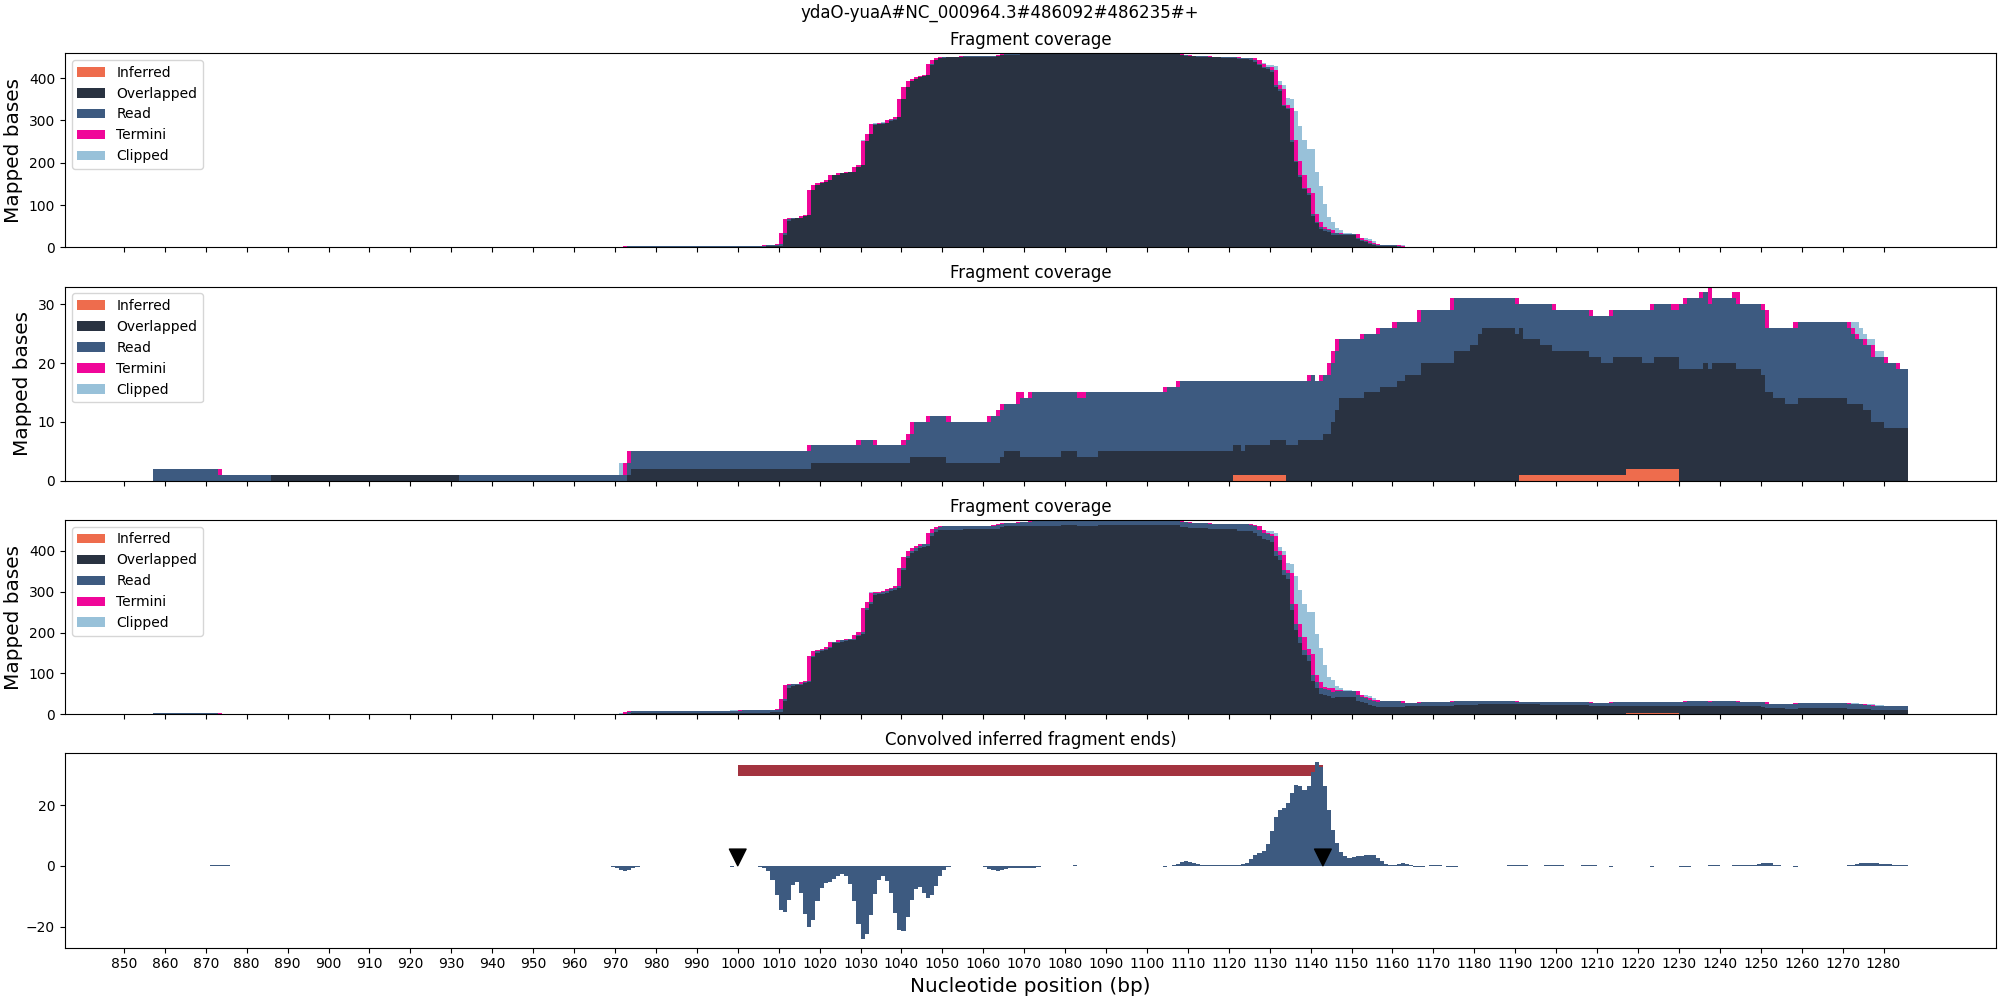 ydaO-yuaA#NC_000964.3#486092#486235#+
Fragment coverage
Mapped bases
400
300
200
100
0
Inferred
Overlapped
Read
Termini
Clipped
Fragment coverage
Mapped bases
30
20
10
0
Inferred
Overlapped
Read
Termini
Clipped
Fragment coverage
Mapped bases
400
300
200
100
0
Inferred
Overlapped
Read
Termini
Clipped
Convolved inferred fragment ends)
20
0
−20
850 860 870 880 890 900 910 920 930 940 950 960 970 980 990 1000 1010 1020 1030 1040 1050 1060 1070 1080 1090 1100 1110 1120 1130 1140 1150 1160 1170 1180 1190 1200 1210 1220 1230 1240 1250 1260 1270 1280
Nucleotide position (bp)